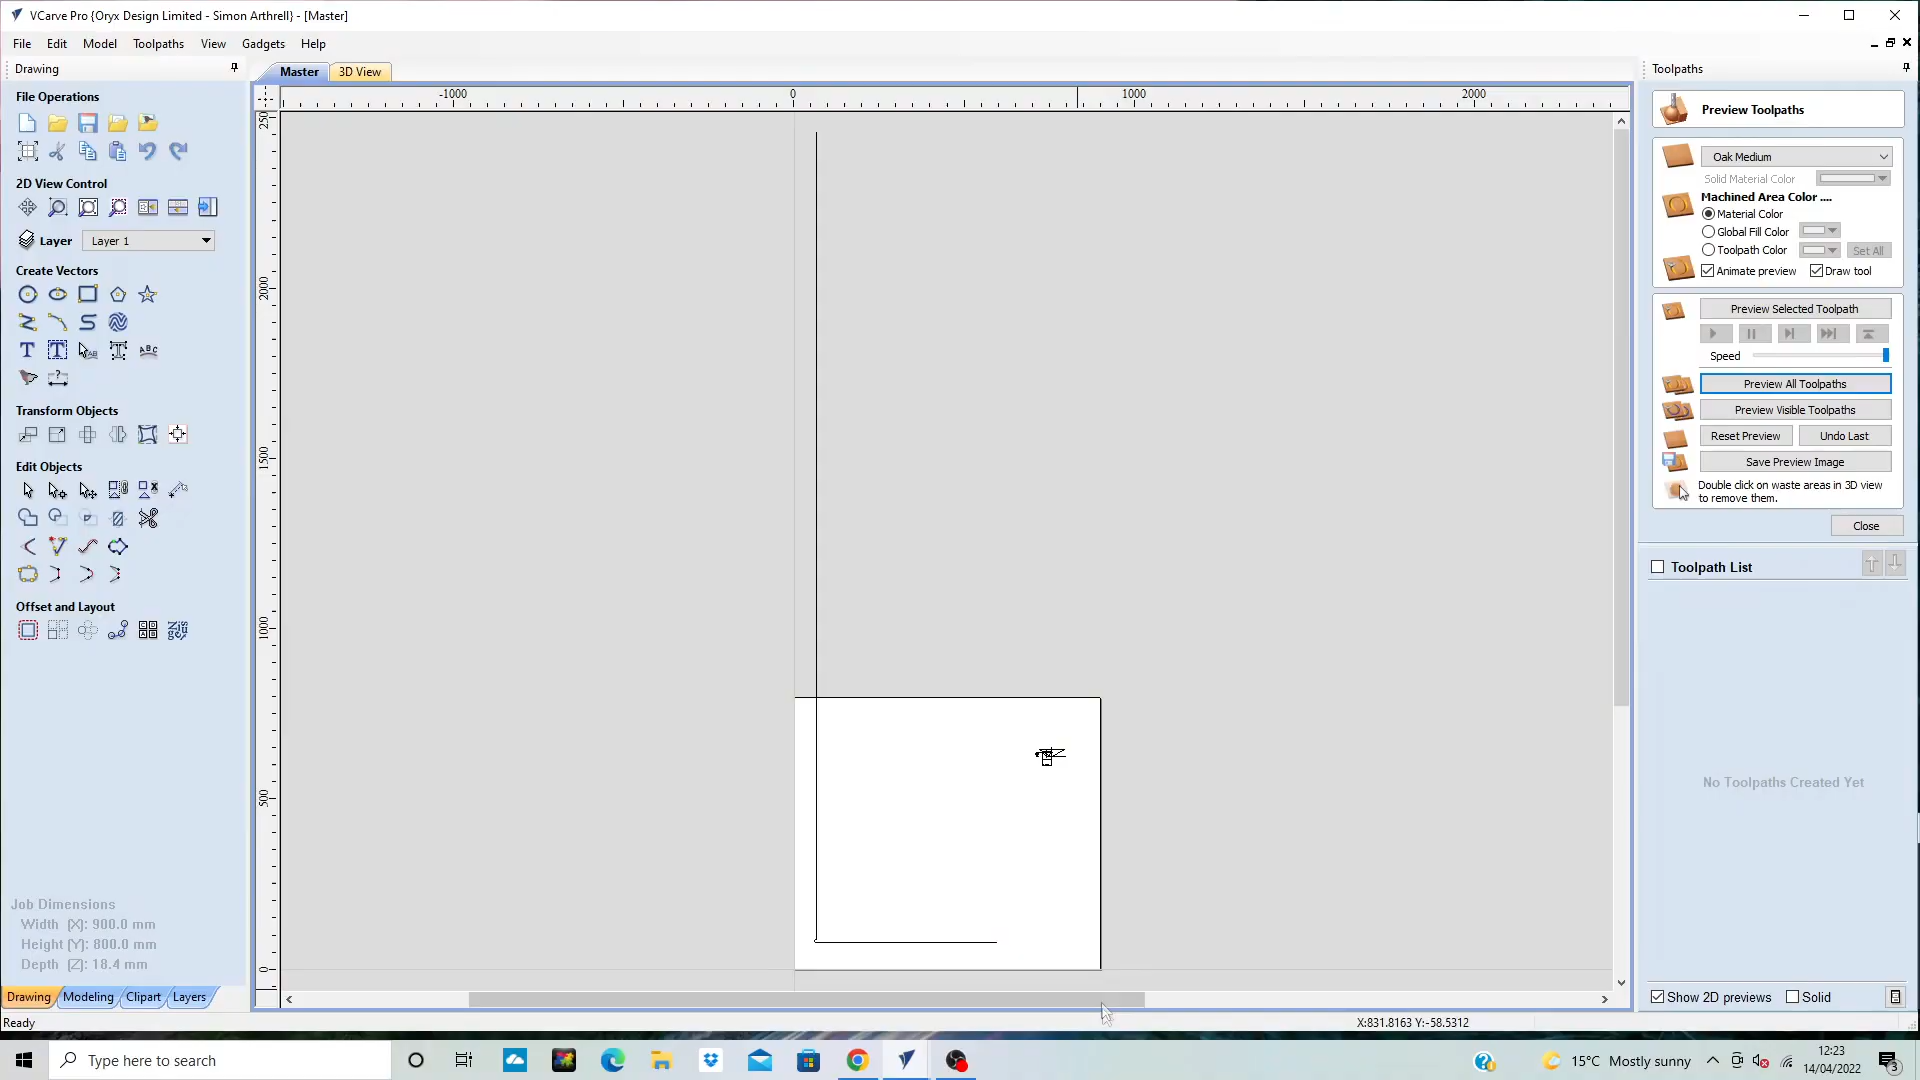 VCarve Pro {Oryx Design Limited - Simon Arthrell} - [Master]
File Edit Model Toolpaths View Gadgets Help
Drawing
File Operations
2D View Control
Layer Layer 1
Create Vectors
Transform Objects
Edit Objects
Offset and Layout
Job Dimensions
Width (X): 900.0 mm
Height (Y): 800.0 mm
Depth (Z): 18.4 mm
Drawing Modeling Clipart Layers
Ready
Master 3D View
-1000 0 1000 2000
2000
1500
1000
500
0
X:831.8163 Y:-58.5312
Toolpaths
Preview Toolpaths
Oak Medium
Solid Material Color
Machined Area Color ....
Material Color
Global Fill Color
Toolpath Color Set All
Animate preview Draw tool
Preview Selected Toolpath
Speed
Preview All Toolpaths
Preview Visible Toolpaths
Reset Preview Undo Last
Save Preview Image
Double click on waste areas in 3D view
to remove them.
Close
Toolpath List
No Toolpaths Created Yet
Show 2D previews Solid
Type here to search
15°C Mostly sunny
12:23
14/04/2022
3